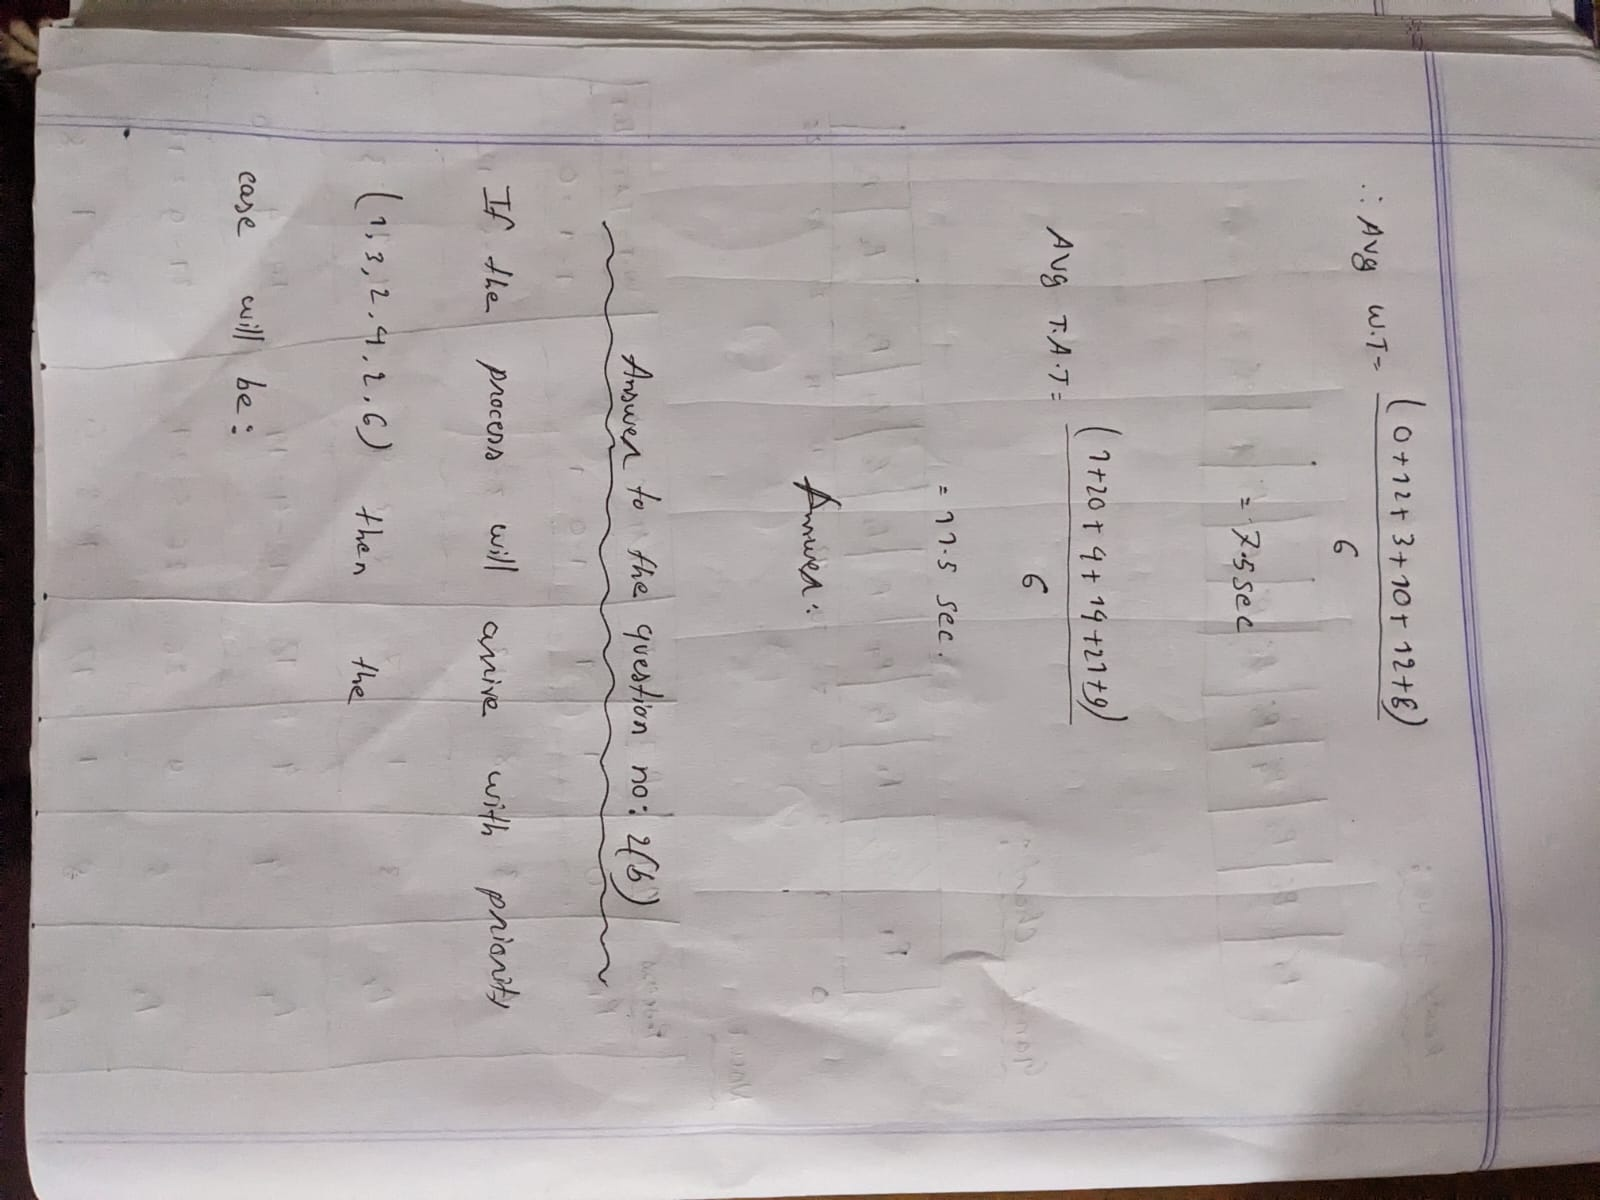 ∴ Avg W.T = (0+12+3+10+12+8)
6
= 7.5 sec
Avg T.A.T = (1+20+4+14+21+9)
6
= 11.5 sec.
Answer:
Answer to the question no: 2(b)
If the process will arrive with priority
(1,3,2,4,2,6) then the
case will be: